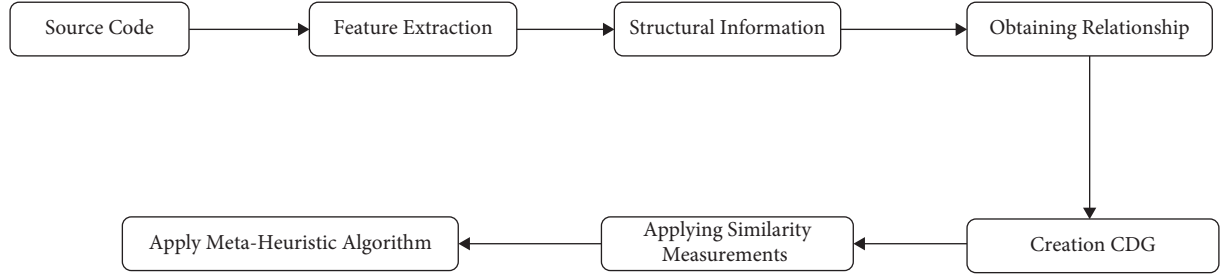 Source Code
Feature Extraction
Structural Information
Obtaining Relationship
Apply Meta-Heuristic Algorithm
Applying Similarity
Measurements
Creation CDG